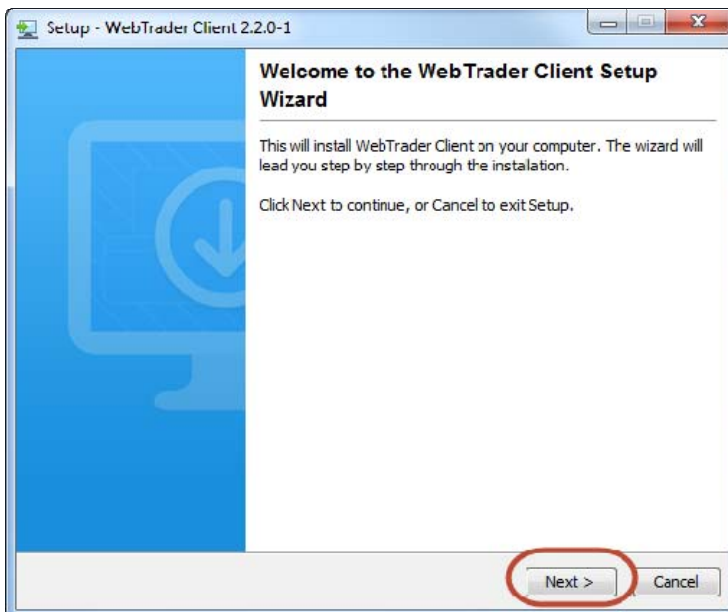 Setup - WebTrader Client 2.2.0-1
Welcome to the WebTrader Client Setup
Wizard
This will install WebTrader Client on your computer. The wizard will
lead you step by step through the instalation.
Click Next to continue, or Cancel to exit Setup.
Next >
Cancel